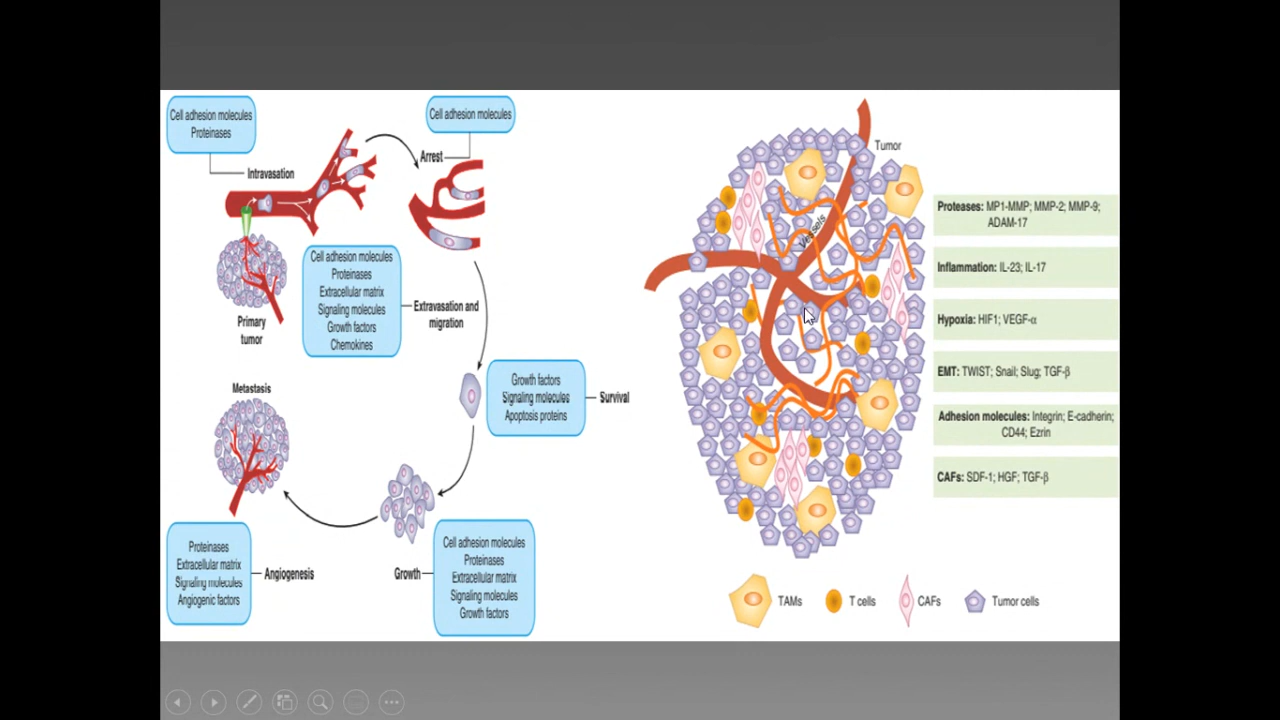 Cell adhesion molecules
Proteinases
Intravasation
Cell adhesion molecules
Arrest
Primary
tumor
Cell adhesion molecules
Proteinases
Extracellular matrix
Signaling molecules
Growth factors
Chemokines
Extravasation and
migration
Growth factors
Signaling molecules
Apoptosis proteins
Survival
Metastasis
Proteinases
Extracellular matrix
Signaling molecules
Angiogenic factors
Angiogenesis
Growth
Cell adhesion molecules
Proteinases
Extracellular matrix
Signaling molecules
Growth factors
Tumor
Vessels
Proteases: MP1-MMP; MMP-2; MMP-9;
ADAM-17
Inflammation: IL-23; IL-17
Hypoxia: HIF1; VEGF-α
EMT: TWIST; Snail; Slug; TGF-β
Adhesion molecules: Integrin; E-cadherin;
CD44; Ezrin
CAFs: SDF-1; HGF; TGF-β
TAMs
T cells
CAFs
Tumor cells